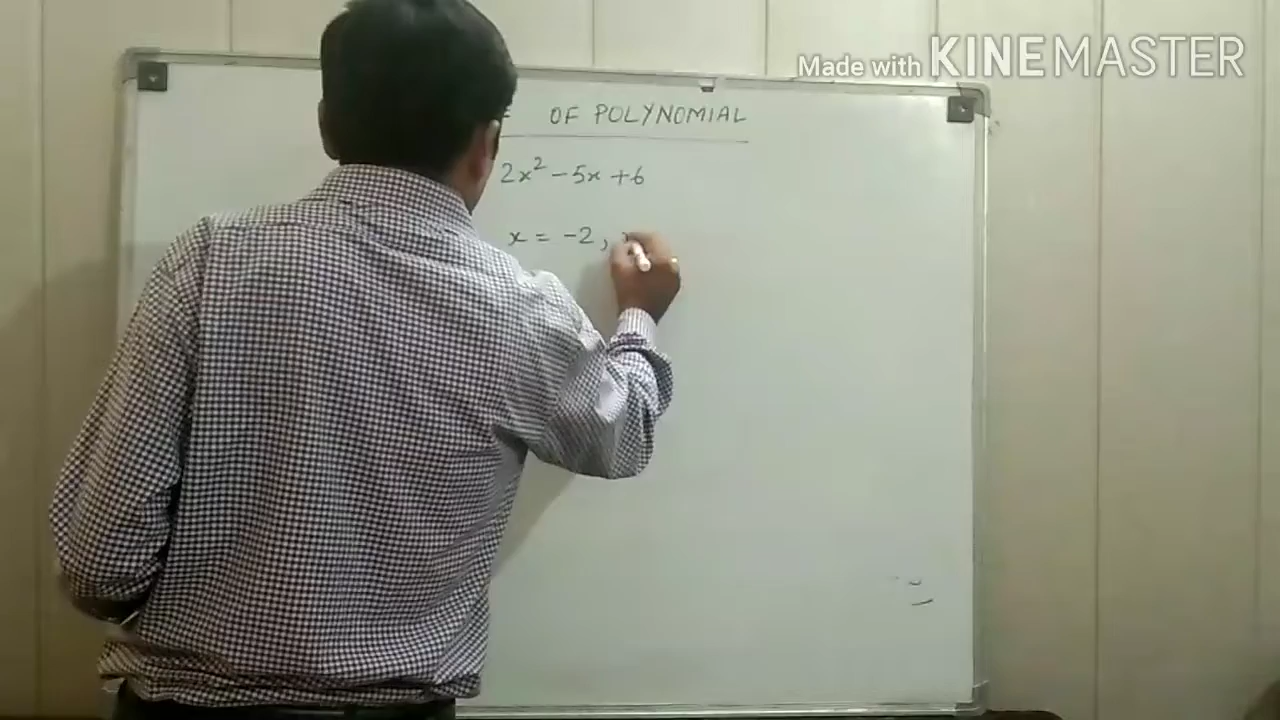 Made with KINEMASTER
OF POLYNOMIAL
2x² - 5x + 6
x = -2,